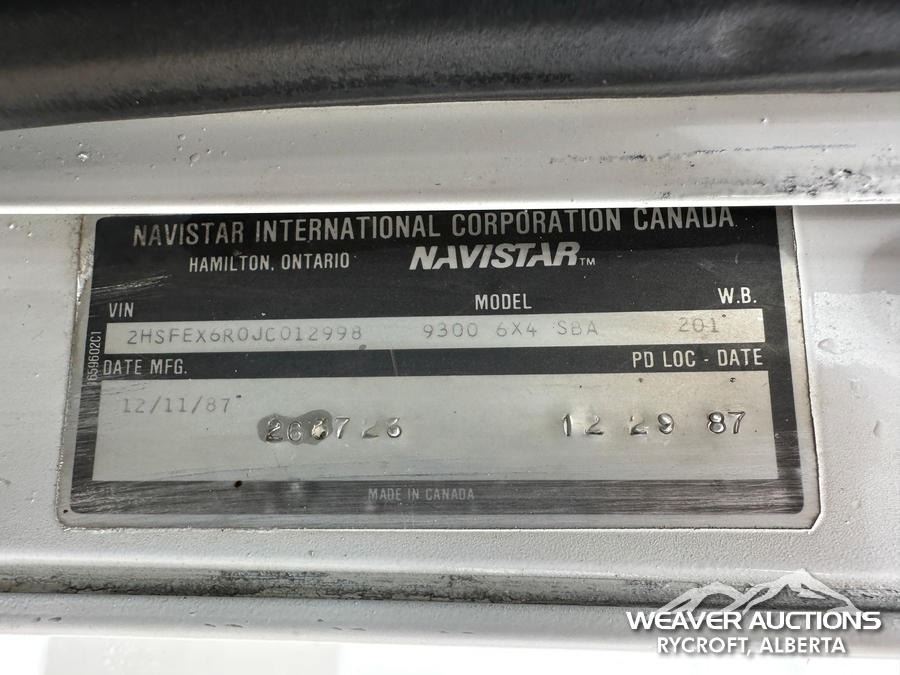 NAVISTAR INTERNATIONAL CORPORATION CANADA
HAMILTON, ONTARIO NAVISTAR™
VIN MODEL W.B.
2HSFEX6R0JC012998 9300 6X4 SBA 201
1659602C1
DATE MFG. PD LOC - DATE
12/11/87
12 29 87
MADE IN CANADA
WEAVER AUCTIONS
RYCROFT, ALBERTA